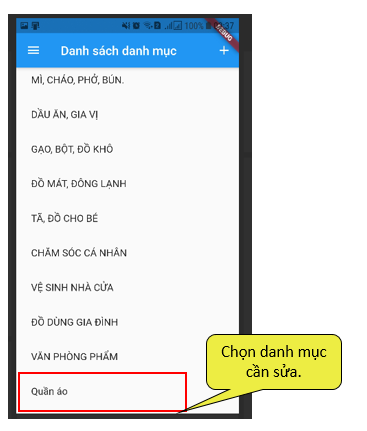 100% 37
DEBUG
Danh sách danh mục
MÌ, CHÁO, PHỞ, BÚN.
DẦU ĂN, GIA VỊ
GẠO, BỘT, ĐỒ KHÔ
ĐỒ MÁT, ĐÔNG LẠNH
TÃ, ĐỒ CHO BÉ
CHĂM SÓC CÁ NHÂN
VỆ SINH NHÀ CỬA
ĐỒ DÙNG GIA ĐÌNH
VĂN PHÒNG PHẨM
Quần áo
Chọn danh mục
cần sửa.